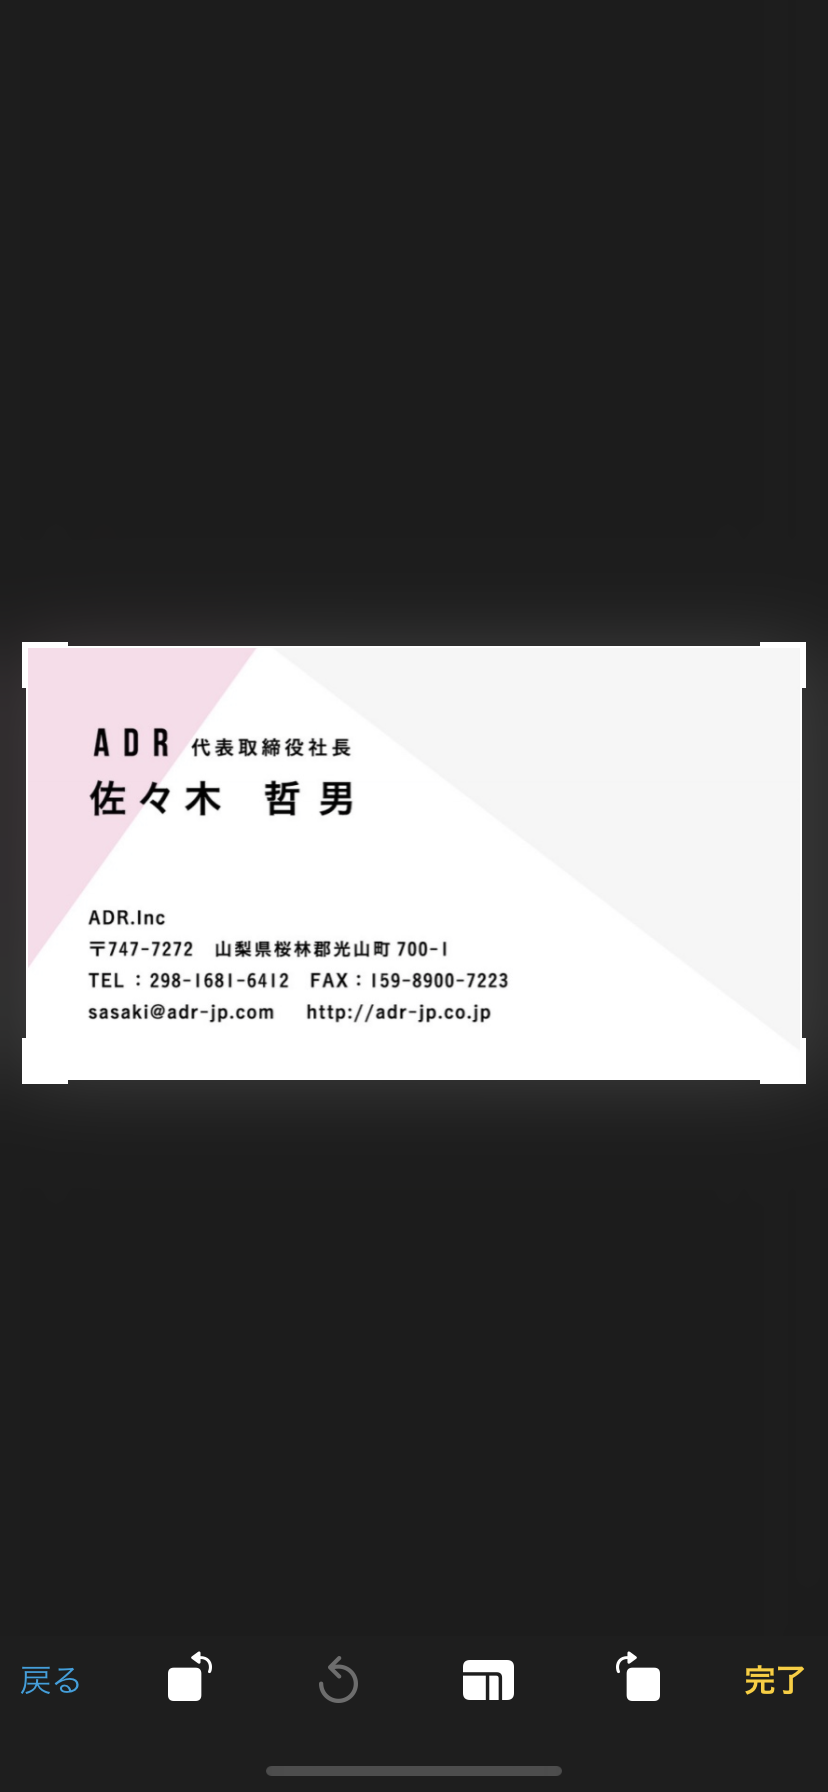 ADR 代表取締役社長
佐々木 哲男
ADR.Inc
〒747-7272 山梨県桜林郡光山町 700-1
TEL : 298-1681-6412 FAX : 159-8900-7223
sasaki@adr-jp.com http://adr-jp.co.jp
戻る 完了